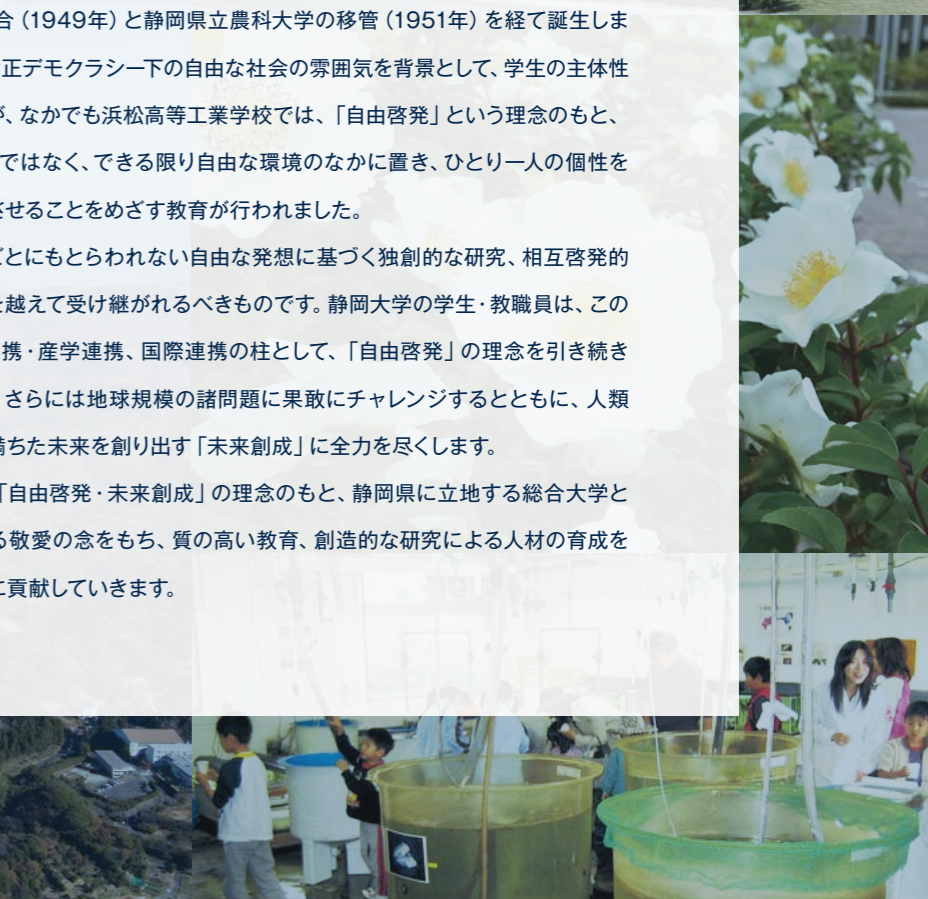 合（1949年）と静岡県立農科大学の移管（1951年）を経て誕生しま
正デモクラシー下の自由な社会の雰囲気を背景として、学生の主体性
が、なかでも浜松高等工業学校では、「自由啓発」という理念のもと、
ではなく、できる限り自由な環境のなかに置き、ひとり一人の個性を
させることをめざす教育が行われました。
ごとにもとらわれない自由な発想に基づく独創的な研究、相互啓発的
を越えて受け継がれるべきものです。静岡大学の学生・教職員は、この
携・産学連携、国際連携の柱として、「自由啓発」の理念を引き続き
、さらには地球規模の諸問題に果敢にチャレンジするとともに、人類
満ちた未来を創り出す「未来創成」に全力を尽くします。
「自由啓発・未来創成」の理念のもと、静岡県に立地する総合大学と
る敬愛の念をもち、質の高い教育、創造的な研究による人材の育成を
に貢献していきます。